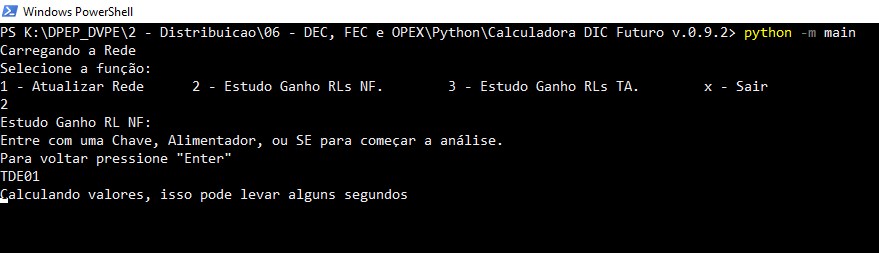 Windows PowerShell
PS K:\DPEP_DVPE\2 - Distribuicao\06 - DEC, FEC e OPEX\Python\Calculadora DIC Futuro v.0.9.2> python -m main
Carregando a Rede
Selecione a função:
1 - Atualizar Rede      2 - Estudo Ganho RLs NF.        3 - Estudo Ganho RLs TA.        x - Sair
2
Estudo Ganho RL NF:
Entre com uma Chave, Alimentador, ou SE para começar a análise.
Para voltar pressione "Enter"
TDE01
Calculando valores, isso pode levar alguns segundos